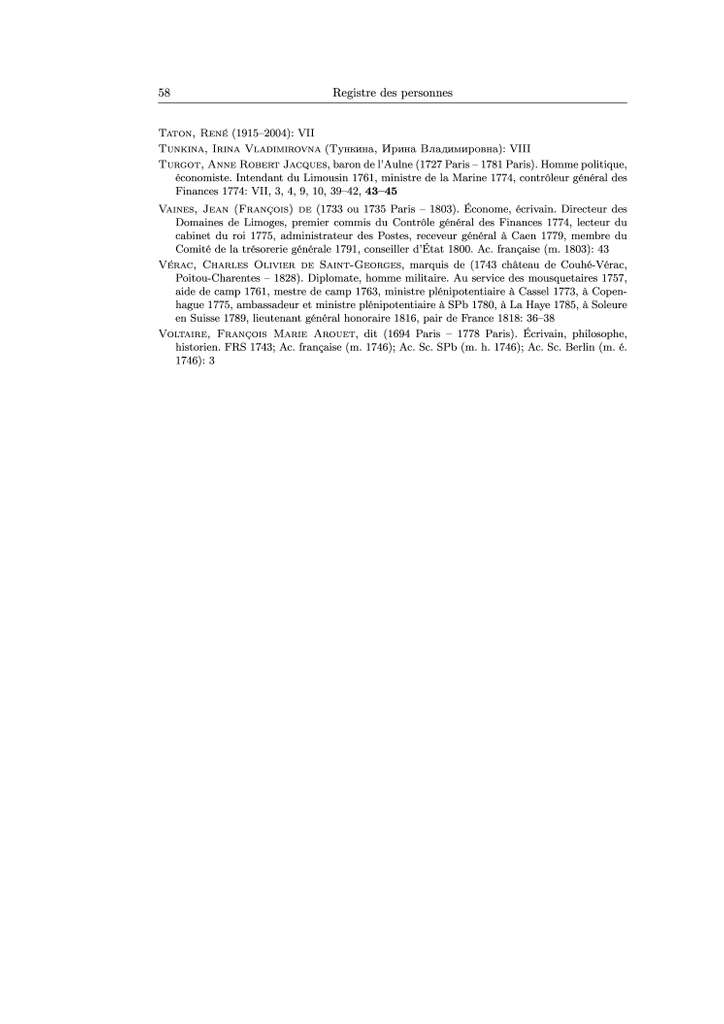 58 Registre des personnes
Taton, René (1915–2004): VII
Tunkina, Irina Vladimirovna (Тункина, Ирина Владимировна): VIII
Turgot, Anne Robert Jacques, baron de l'Aulne (1727 Paris – 1781 Paris). Homme politique,
économiste. Intendant du Limousin 1761, ministre de la Marine 1774, contrôleur général des
Finances 1774: VII, 3, 4, 9, 10, 39–42, 43–45
Vaines, Jean (François) de (1733 ou 1735 Paris – 1803). Économe, écrivain. Directeur des
Domaines de Limoges, premier commis du Contrôle général des Finances 1774, lecteur du
cabinet du roi 1775, administrateur des Postes, receveur général à Caen 1779, membre du
Comité de la trésorerie générale 1791, conseiller d'État 1800. Ac. française (m. 1803): 43
Vérac, Charles Olivier de Saint-Georges, marquis de (1743 château de Couhé-Vérac,
Poitou-Charentes – 1828). Diplomate, homme militaire. Au service des mousquetaires 1757,
aide de camp 1761, mestre de camp 1763, ministre plénipotentiaire à Cassel 1773, à Copen-
hague 1775, ambassadeur et ministre plénipotentiaire à SPb 1780, à La Haye 1785, à Soleure
en Suisse 1789, lieutenant général honoraire 1816, pair de France 1818: 36–38
Voltaire, François Marie Arouet, dit (1694 Paris – 1778 Paris). Écrivain, philosophe,
historien. FRS 1743; Ac. française (m. 1746); Ac. Sc. SPb (m. h. 1746); Ac. Sc. Berlin (m. é.
1746): 3